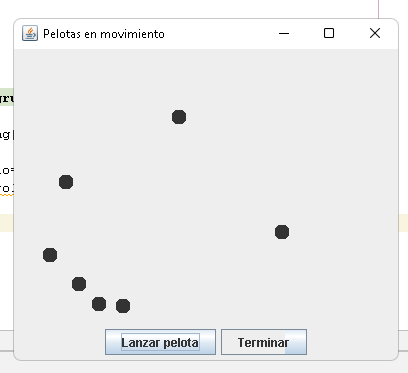 Pelotas en movimiento
Lanzar pelota
Terminar